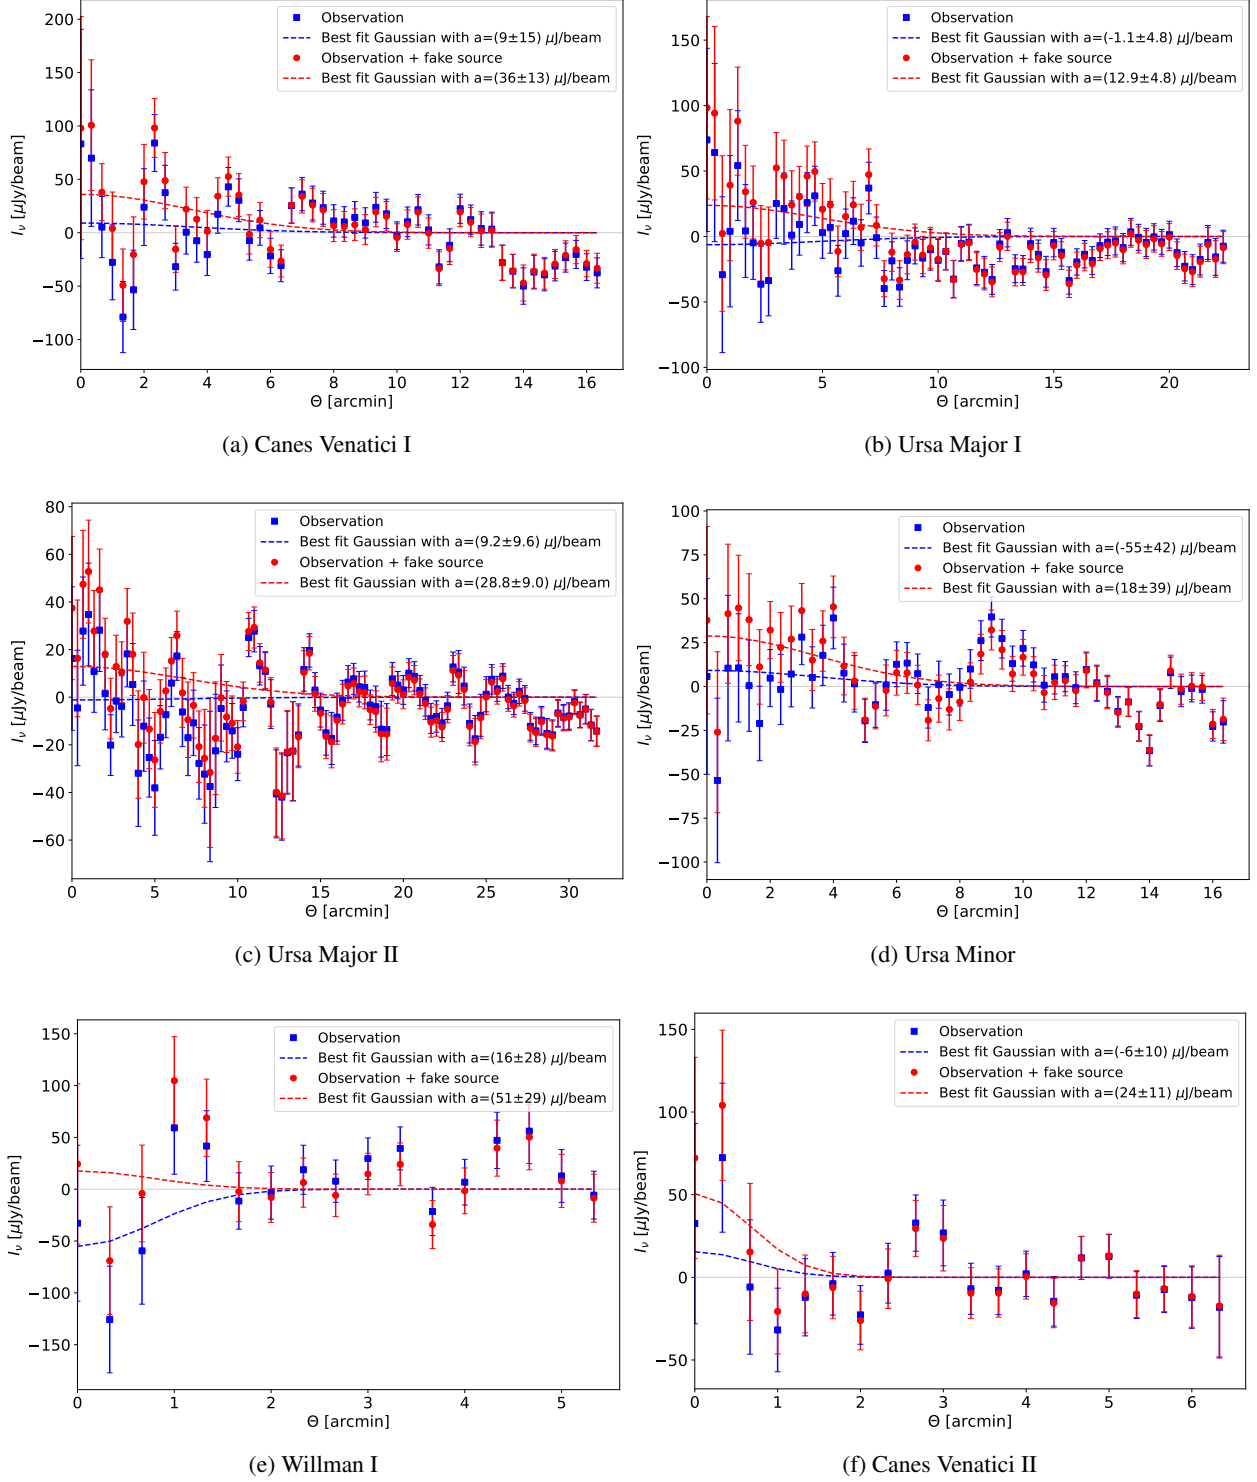 Observation
Best fit Gaussian with a=(9±15) μJ/beam
Observation + fake source
Best fit Gaussian with a=(36±13) μJ/beam
200
150
100
50
0
−50
−100
I_ν [μJy/beam]
0 2 4 6 8 10 12 14 16
Θ [arcmin]
(a) Canes Venatici I
Observation
Best fit Gaussian with a=(-1.1±4.8) μJ/beam
Observation + fake source
Best fit Gaussian with a=(12.9±4.8) μJ/beam
150
100
50
0
−50
−100
I_ν [μJy/beam]
0 5 10 15 20
Θ [arcmin]
(b) Ursa Major I
Observation
Best fit Gaussian with a=(9.2±9.6) μJ/beam
Observation + fake source
Best fit Gaussian with a=(28.8±9.0) μJ/beam
80
60
40
20
0
−20
−40
−60
I_ν [μJy/beam]
0 5 10 15 20 25 30
Θ [arcmin]
(c) Ursa Major II
Observation
Best fit Gaussian with a=(-55±42) μJ/beam
Observation + fake source
Best fit Gaussian with a=(18±39) μJ/beam
100
75
50
25
0
−25
−50
−75
−100
I_ν [μJy/beam]
0 2 4 6 8 10 12 14 16
Θ [arcmin]
(d) Ursa Minor
Observation
Best fit Gaussian with a=(16±28) μJ/beam
Observation + fake source
Best fit Gaussian with a=(51±29) μJ/beam
150
100
50
0
−50
−100
−150
I_ν [μJy/beam]
0 1 2 3 4 5
Θ [arcmin]
(e) Willman I
Observation
Best fit Gaussian with a=(-6±10) μJ/beam
Observation + fake source
Best fit Gaussian with a=(24±11) μJ/beam
150
100
50
0
−50
I_ν [μJy/beam]
0 1 2 3 4 5 6
Θ [arcmin]
(f) Canes Venatici II